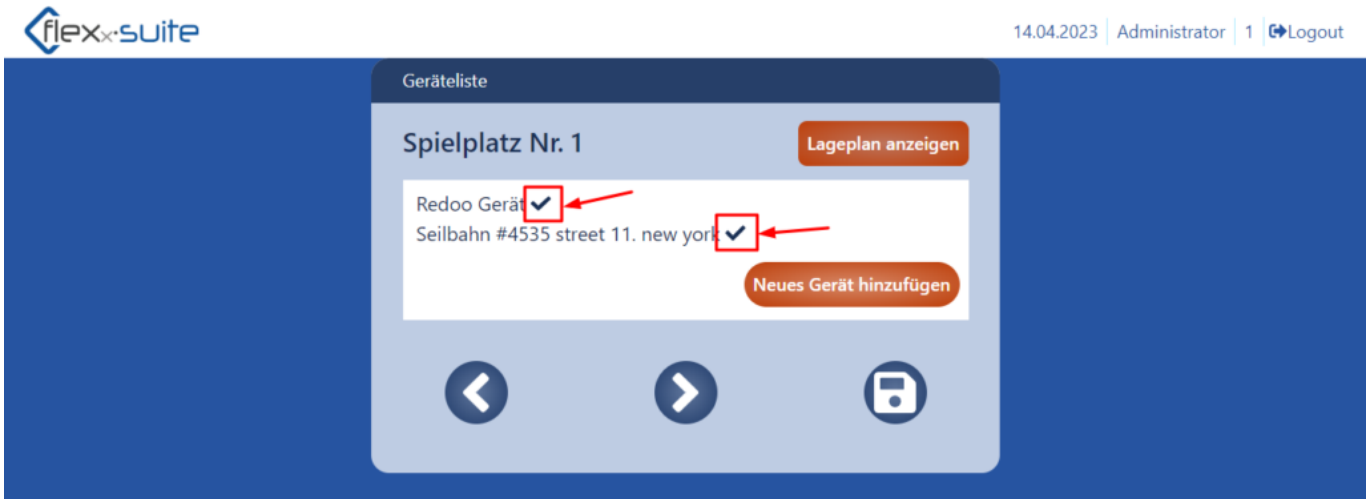 flexx·suite
14.04.2023 Administrator 1 Logout
Geräteliste
Spielplatz Nr. 1
Lageplan anzeigen
Redoo Gerät
Seilbahn #4535 street 11. new york
Neues Gerät hinzufügen